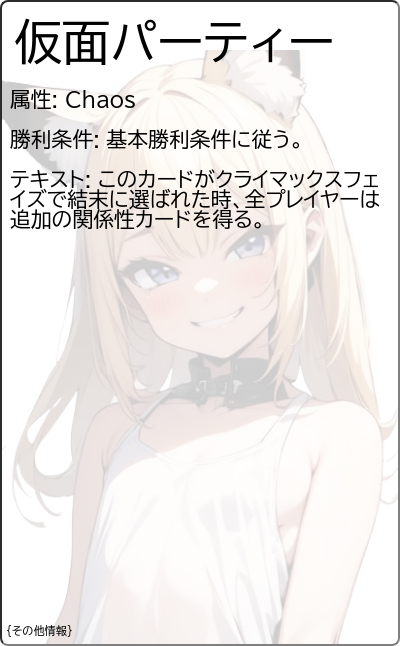 仮面パーティー
属性: Chaos
勝利条件: 基本勝利条件に従う。
テキスト: このカードがクライマックスフェ
イズで結末に選ばれた時、全プレイヤーは
追加の関係性カードを得る。
{その他情報}